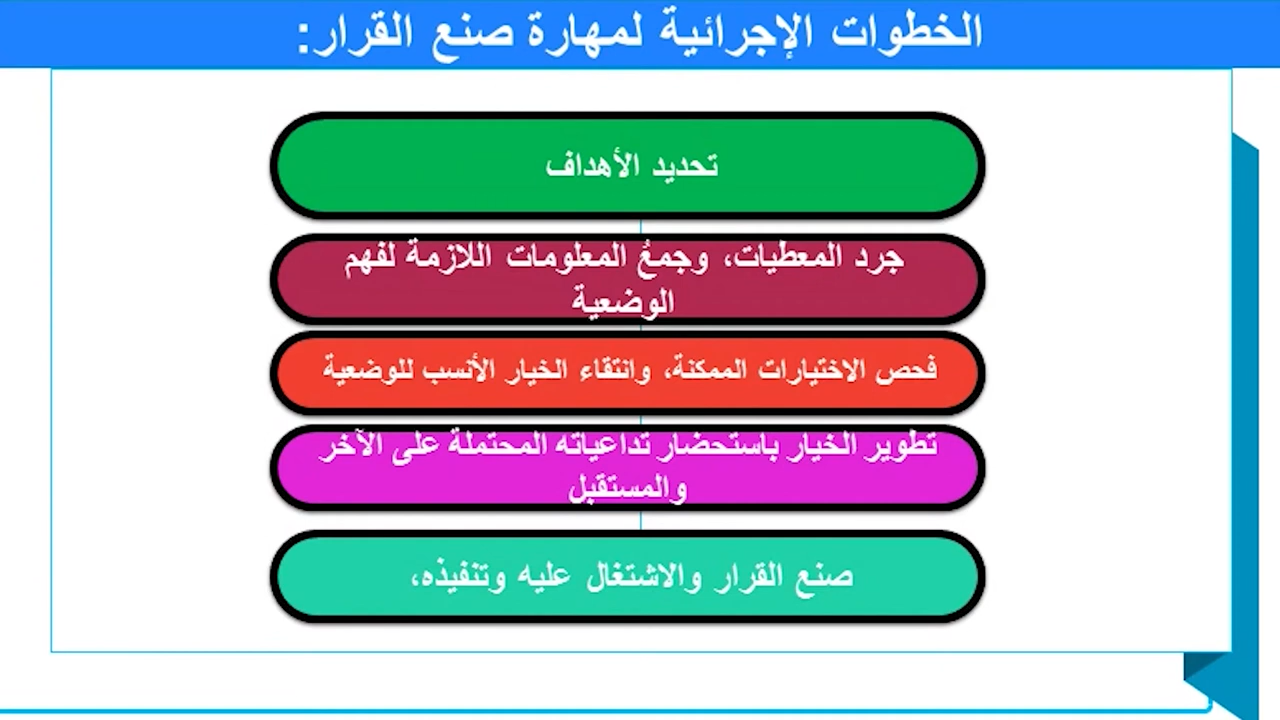 الخطوات الإجرائية لمهارة صنع القرار:
تحديد الأهداف
جرد المعطيات، وجمعُ المعلومات اللازمة لفهم
الوضعية
فحص الاختيارات الممكنة، وانتقاء الخيار الأنسب للوضعية
تطوير الخيار باستحضار تداعياته المحتملة على الآخر
والمستقبل
صنع القرار والاشتغال عليه وتنفيذه،